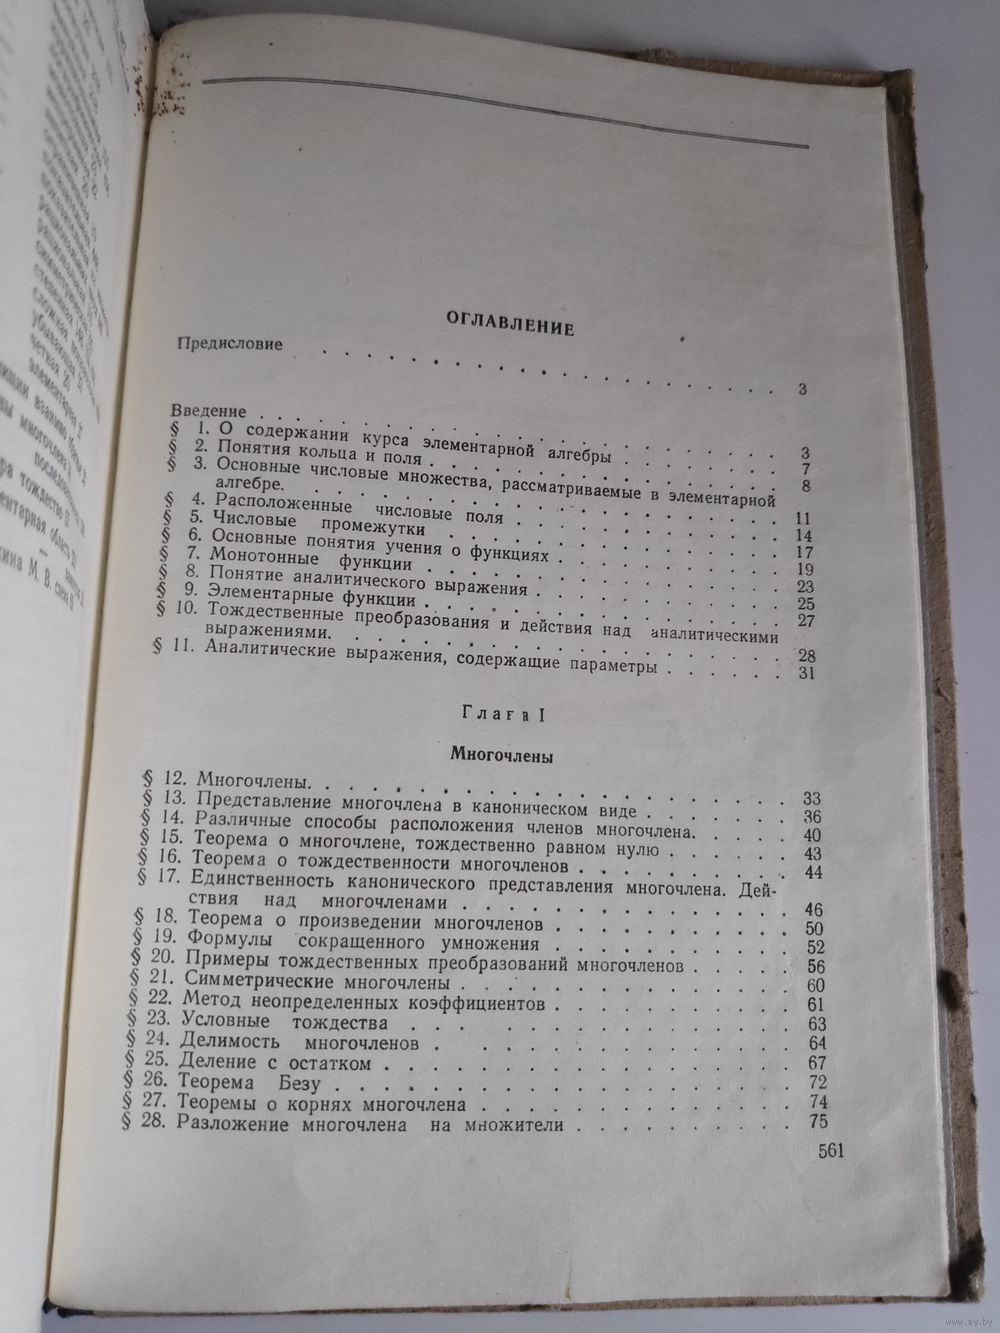 убывающая
четная
элементарная
М. В.
ОГЛАВЛЕНИЕ
Предисловие . . . . . . . . . . . . . . . . . . . . 3
Введение . . . . . . . . . . . . . . . . . . . . 3
§ 1. О содержании курса элементарной алгебры . . . . . . . 7
§ 2. Понятия кольца и поля . . . . . . . . . . . . . . 8
§ 3. Основные числовые множества, рассматриваемые в элементарной
алгебре. . . . . . . . . . . . . . . . . . . . 11
§ 4. Расположенные числовые поля . . . . . . . . . . . 14
§ 5. Числовые промежутки . . . . . . . . . . . . . . 17
§ 6. Основные понятия учения о функциях . . . . . . . . . 19
§ 7. Монотонные функции . . . . . . . . . . . . . . 23
§ 8. Понятие аналитического выражения . . . . . . . . . . 25
§ 9. Элементарные функции . . . . . . . . . . . . . . 27
§ 10. Тождественные преобразования и действия над аналитическими
выражениями. . . . . . . . . . . . . . . . . . 28
§ 11. Аналитические выражения, содержащие параметры . . . . . . 31
Глава I
Многочлены
§ 12. Многочлены. . . . . . . . . . . . . . . . . . . 33
§ 13. Представление многочлена в каноническом виде . . . . . . . 36
§ 14. Различные способы расположения членов многочлена. . . . . 40
§ 15. Теорема о многочлене, тождественно равном нулю . . . . . . 43
§ 16. Теорема о тождественности многочленов . . . . . . . . . 44
§ 17. Единственность канонического представления многочлена. Дей-
ствия над многочленами . . . . . . . . . . . . . 46
§ 18. Теорема о произведении многочленов . . . . . . . . . . 50
§ 19. Формулы сокращенного умножения . . . . . . . . . . 52
§ 20. Примеры тождественных преобразований многочленов . . . . . 56
§ 21. Симметрические многочлены . . . . . . . . . . . . . 60
§ 22. Метод неопределенных коэффициентов . . . . . . . . . . 61
§ 23. Условные тождества . . . . . . . . . . . . . . . 63
§ 24. Делимость многочленов . . . . . . . . . . . . . . 64
§ 25. Деление с остатком . . . . . . . . . . . . . . . . 67
§ 26. Теорема Безу . . . . . . . . . . . . . . . . . . 72
§ 27. Теоремы о корнях многочлена . . . . . . . . . . . . . 74
§ 28. Разложение многочлена на множители . . . . . . . . . 75
561
www.ay.by